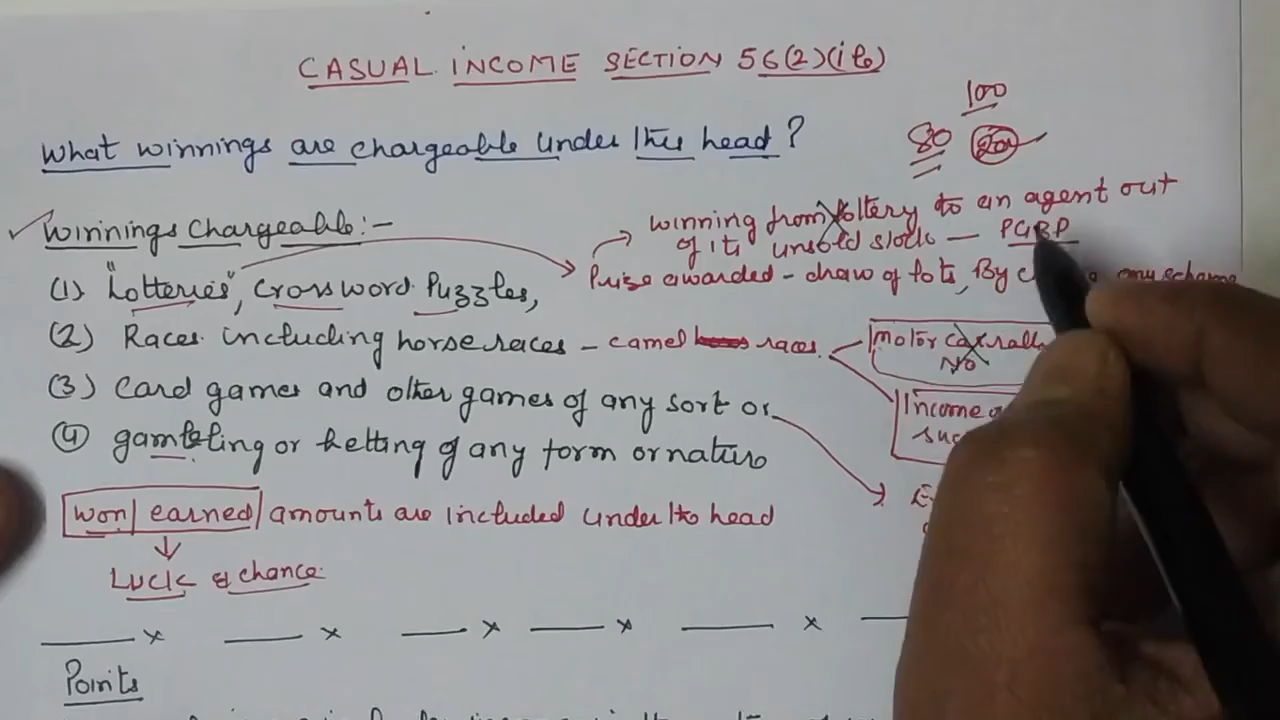 CASUAL INCOME SECTION 56(2)(ib)
100
80 20
What winnings are chargeable under this head?
Winnings Chargeable:-
winning from lottery to an agent out
of its unsold stock — PGBP
(1) "Lotteries", crossword Puzzles,
Prize awarded - draw of lots, By any scheme
(2) Races including horse races - camel races.
Motor car rally
No
(3) Card games and other games of any sort or
Income
(4) gambling or betting of any form or nature
won/earned amounts are included under the head
Luck & chance
Points